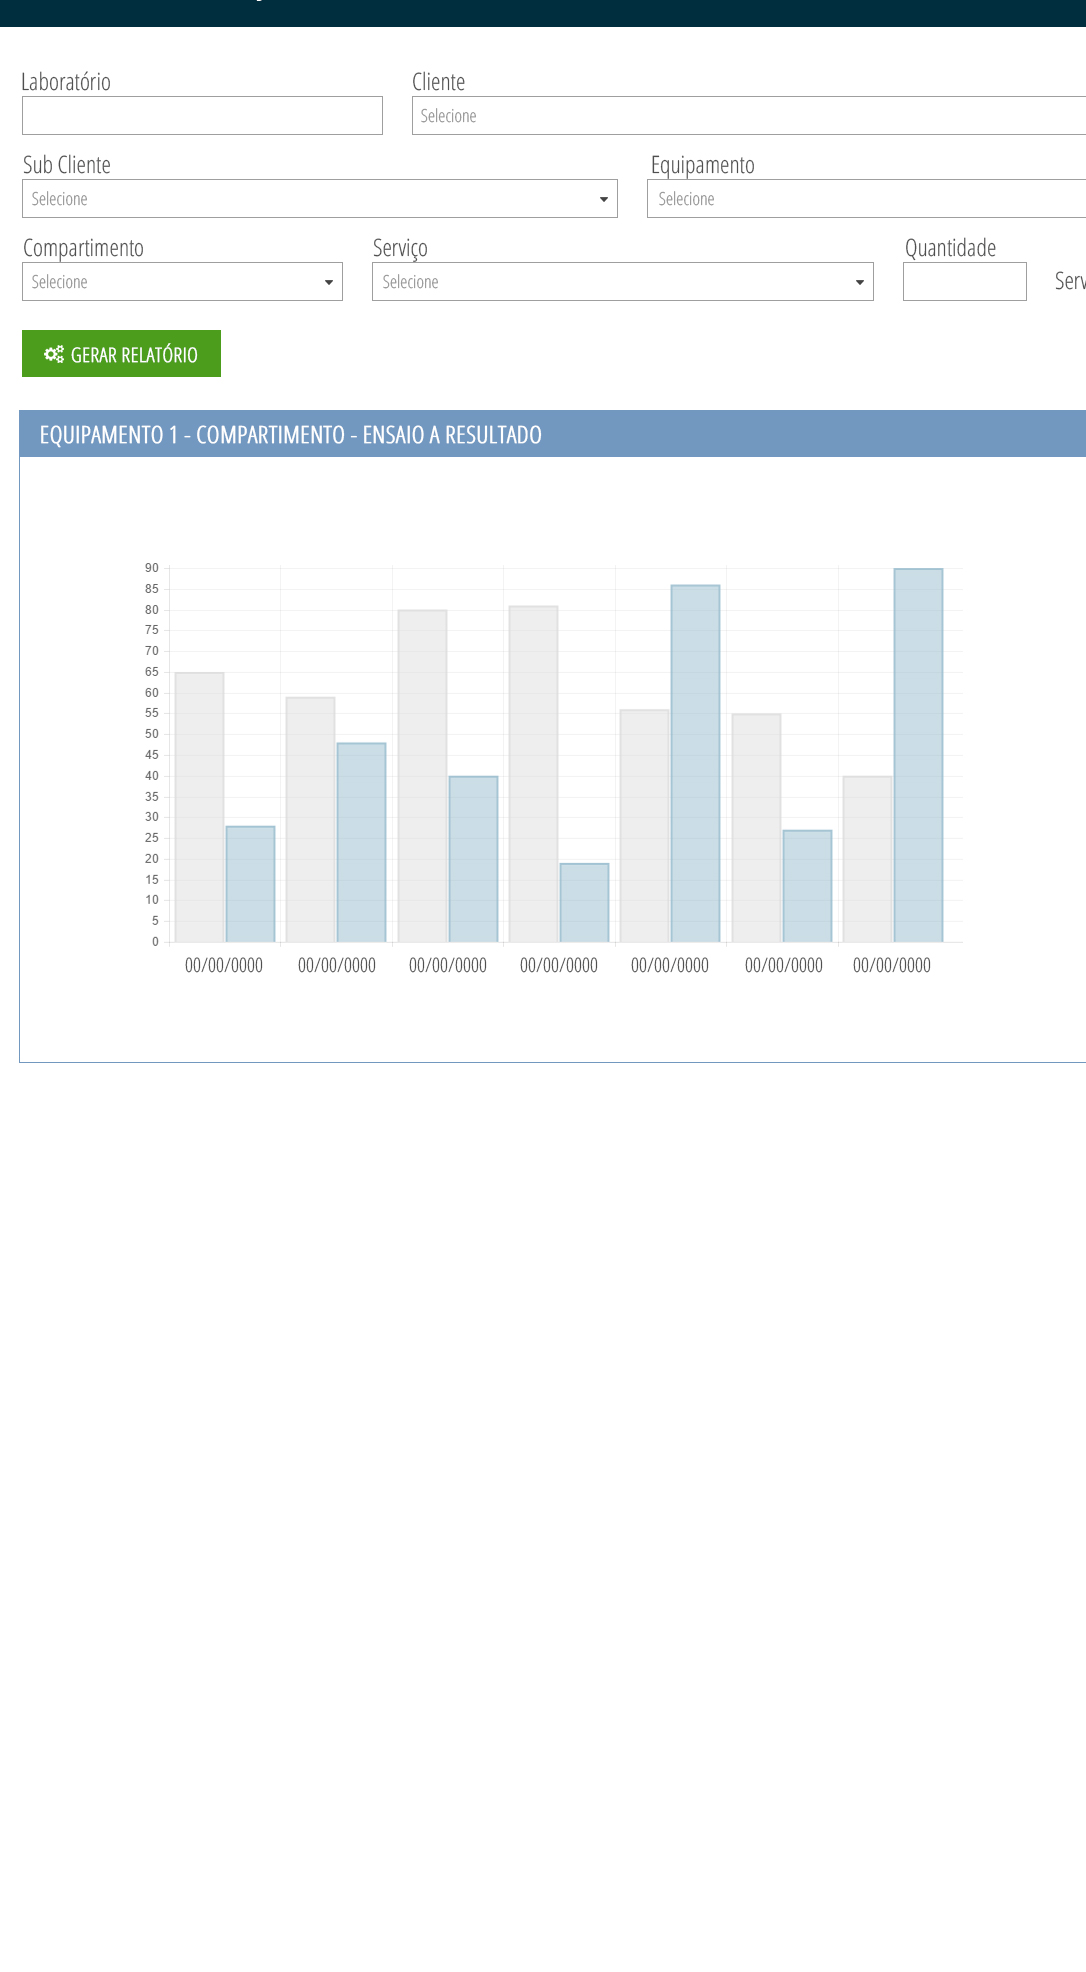 Laboratório Cliente
Selecione
Sub Cliente Equipamento
Selecione Selecione
Compartimento Serviço Quantidade
Selecione Selecione
GERAR RELATÓRIO
EQUIPAMENTO 1 - COMPARTIMENTO - ENSAIO A RESULTADO
90
85
80
75
70
65
60
55
50
45
40
35
30
25
20
15
10
5
0
00/00/0000 00/00/0000 00/00/0000 00/00/0000 00/00/0000 00/00/0000 00/00/0000